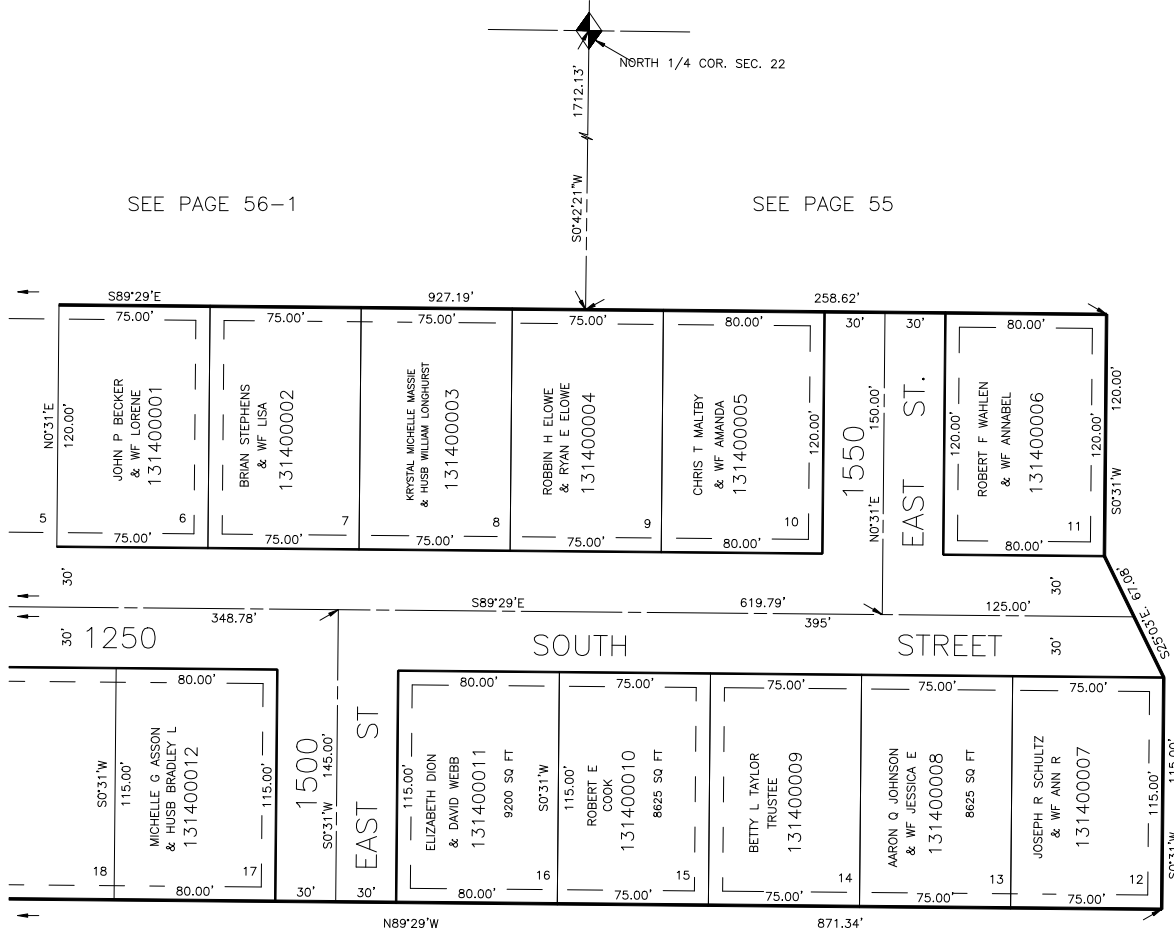 NORTH 1/4 COR. SEC. 22
1712.13'
S0°42'21"W
SEE PAGE 56-1
SEE PAGE 55
S89°29'E
927.19'
258.62'
75.00'
75.00'
75.00'
75.00'
80.00'
30'
30'
80.00'
N0°31'E
120.00'
JOHN P BECKER
& WF LORENE
131400001
BRIAN STEPHENS
& WF LISA
131400002
KRYSTAL MICHELLE MASSIE
& HUSB WILLIAM LONGHURST
131400003
ROBBIN H ELOWE
& RYAN E ELOWE
131400004
CHRIS T MALTBY
& WF AMANDA
131400005
120.00'
1550
EAST ST.
N0°31'E
150.00'
120.00'
ROBERT F WAHLEN
& WF ANNABEL
131400006
120.00'
120.00'
S0°31'W
5
6
7
8
9
10
11
75.00'
75.00'
75.00'
75.00'
80.00'
80.00'
30'
30'
S25°03'E. 67.08'
S89°29'E
619.79'
125.00'
348.78'
395'
30'
30'
1250
SOUTH
STREET
80.00'
80.00'
75.00'
75.00'
75.00'
75.00'
S0°31'W
115.00'
MICHELLE G ASSON
& HUSB BRADLEY L
131400012
115.00'
1500
EAST ST
S0°31'W
145.00'
115.00'
ELIZABETH DION
& DAVID WEBB
131400011
9200 SQ FT
S0°31'W
115.00'
ROBERT E
COOK
131400010
8625 SQ FT
BETTY L TAYLOR
TRUSTEE
131400009
AARON Q JOHNSON
& WF JESSICA E
131400008
8625 SQ FT
JOSEPH R SCHULTZ
& WF ANN R
131400007
115.00'
115.00'
S0°31'W
18
17
16
15
14
13
12
80.00'
30'
30'
80.00'
75.00'
75.00'
75.00'
75.00'
N89°29'W
871.34'